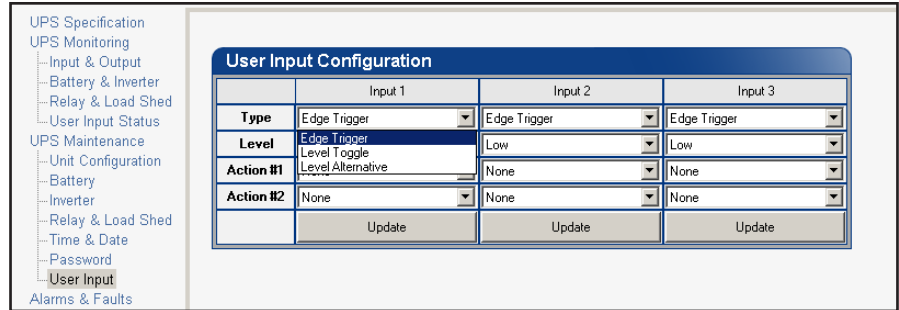 UPS Specification
UPS Monitoring
Input & Output
Battery & Inverter
Relay & Load Shed
User Input Status
UPS Maintenance
Unit Configuration
Battery
Inverter
Relay & Load Shed
Time & Date
Password
User Input
Alarms & Faults
User Input Configuration
Input 1 Input 2 Input 3
Type Edge Trigger Edge Trigger Edge Trigger
Edge Trigger
Level Low Low
Level Toggle
Level Alternative
Action #1 None None
Action #2 None None None
Update Update Update